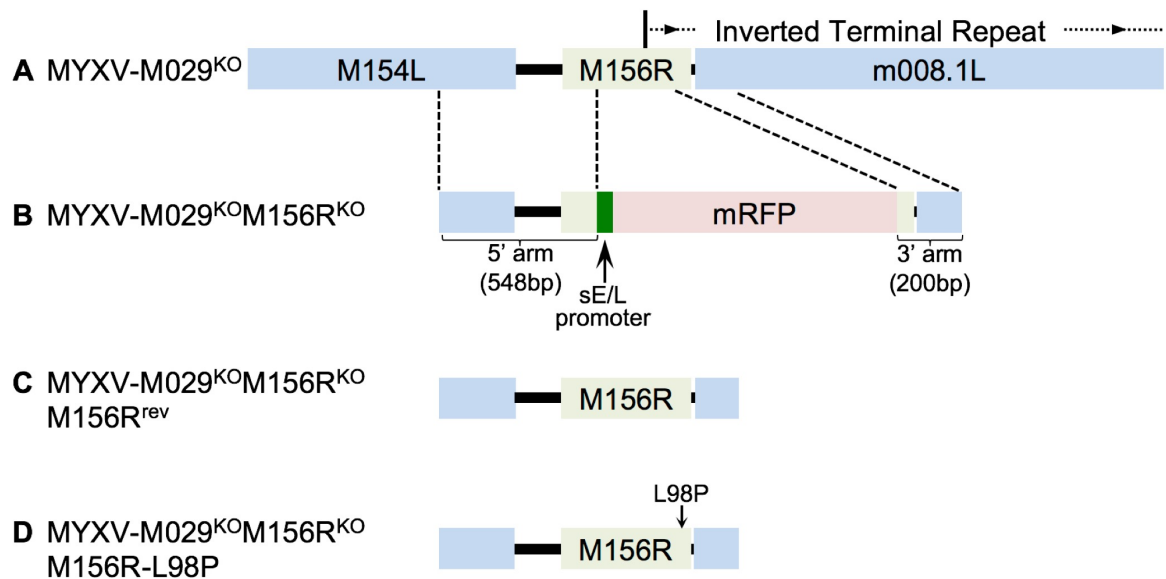 Inverted Terminal Repeat
A MYXV-M029KO M154L M156R m008.1L
B MYXV-M029KOM156RKO mRFP
5’ arm 3’ arm
(548bp) (200bp)
sE/L
promoter
C MYXV-M029KOM156RKO M156R
M156Rrev
L98P
D MYXV-M029KOM156RKO M156R
M156R-L98P